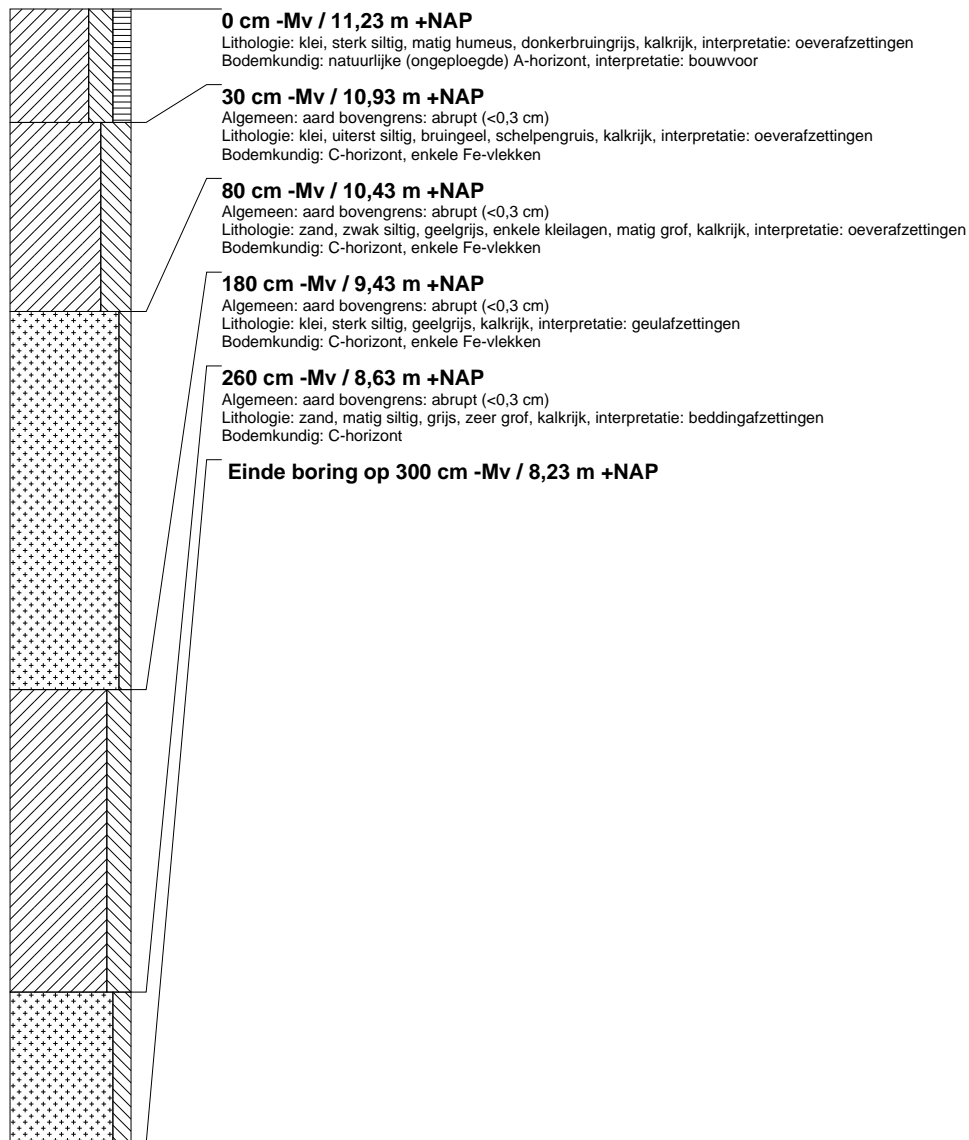 0 cm -Mv / 11,23 m +NAP
Lithologie: klei, sterk siltig, matig humeus, donkerbruingrijs, kalkrijk, interpretatie: oeverafzettingen
Bodemkundig: natuurlijke (ongeploegde) A-horizont, interpretatie: bouwvoor
30 cm -Mv / 10,93 m +NAP
Algemeen: aard bovengrens: abrupt (<0,3 cm)
Lithologie: klei, uiterst siltig, bruingeel, schelpengruis, kalkrijk, interpretatie: oeverafzettingen
Bodemkundig: C-horizont, enkele Fe-vlekken
80 cm -Mv / 10,43 m +NAP
Algemeen: aard bovengrens: abrupt (<0,3 cm)
Lithologie: zand, zwak siltig, geelgrijs, enkele kleilagen, matig grof, kalkrijk, interpretatie: oeverafzettingen
Bodemkundig: C-horizont, enkele Fe-vlekken
180 cm -Mv / 9,43 m +NAP
Algemeen: aard bovengrens: abrupt (<0,3 cm)
Lithologie: klei, sterk siltig, geelgrijs, kalkrijk, interpretatie: geulafzettingen
Bodemkundig: C-horizont, enkele Fe-vlekken
260 cm -Mv / 8,63 m +NAP
Algemeen: aard bovengrens: abrupt (<0,3 cm)
Lithologie: zand, matig siltig, grijs, zeer grof, kalkrijk, interpretatie: beddingafzettingen
Bodemkundig: C-horizont
Einde boring op 300 cm -Mv / 8,23 m +NAP